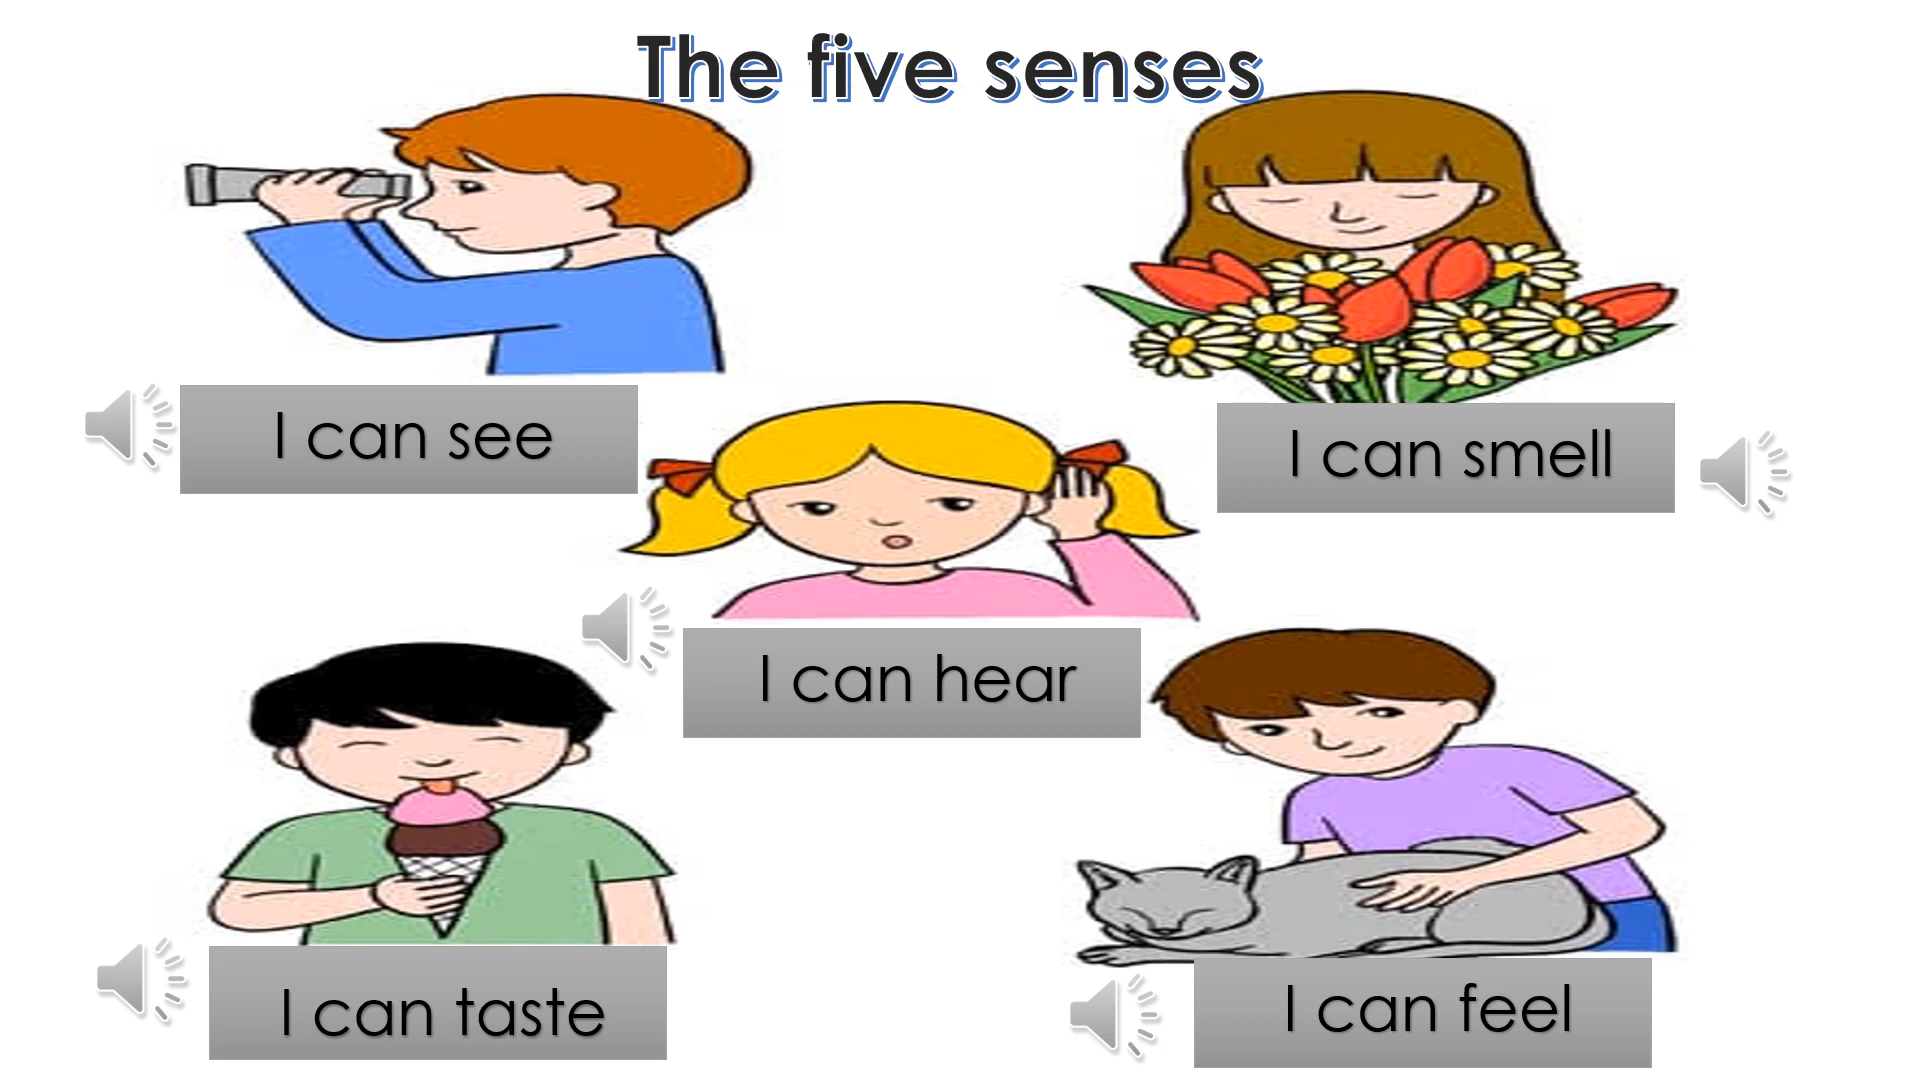 The five senses
I can see
I can smell
I can hear
I can taste
I can feel